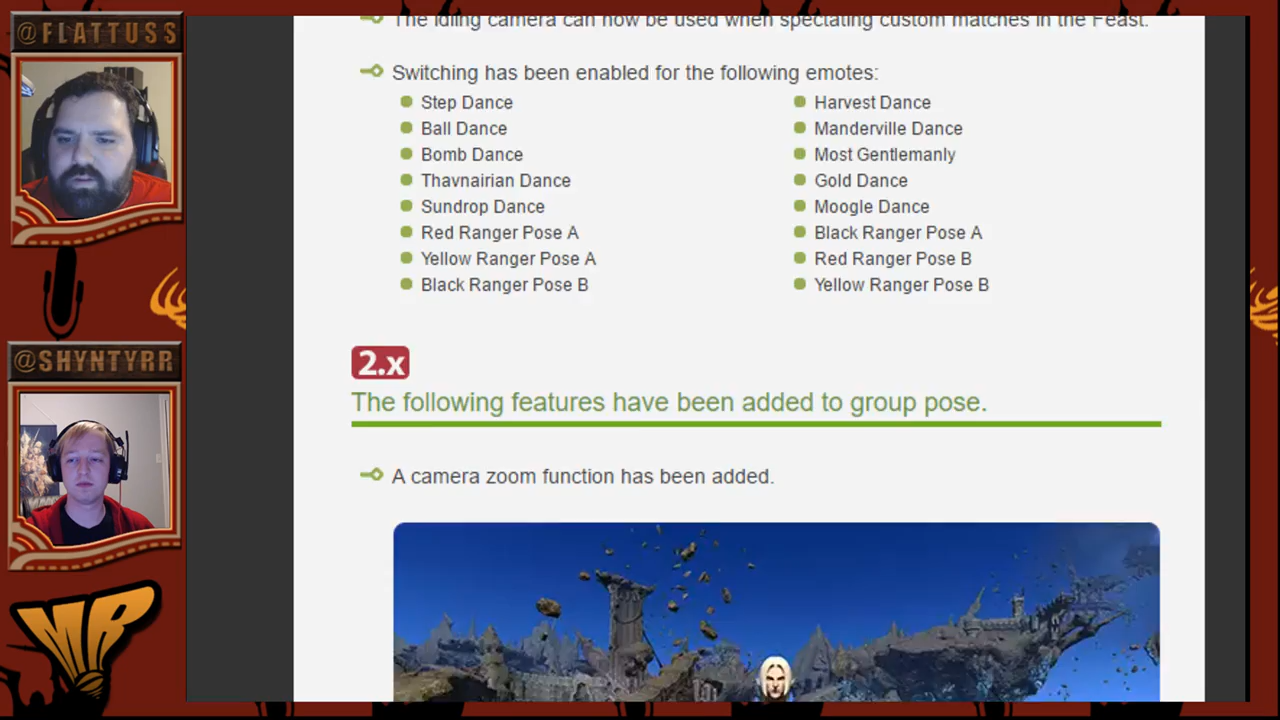 @FLATTUSS
The idling camera can now be used when spectating custom matches in the Feast.
Switching has been enabled for the following emotes:
Step Dance
Harvest Dance
Ball Dance
Manderville Dance
Bomb Dance
Most Gentlemanly
Thavnairian Dance
Gold Dance
Sundrop Dance
Moogle Dance
Red Ranger Pose A
Black Ranger Pose A
Yellow Ranger Pose A
Red Ranger Pose B
Black Ranger Pose B
Yellow Ranger Pose B
@SHYNTYRR
2.x
The following features have been added to group pose.
A camera zoom function has been added.
MR